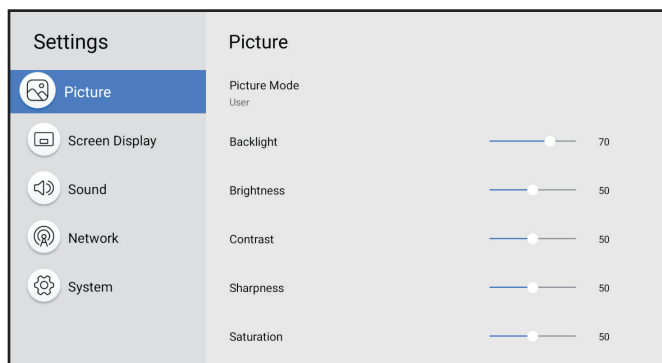 Settings
Picture
Screen Display
Sound
Network
System
Picture
Picture Mode
User
Backlight 70
Brightness 50
Contrast 50
Sharpness 50
Saturation 50